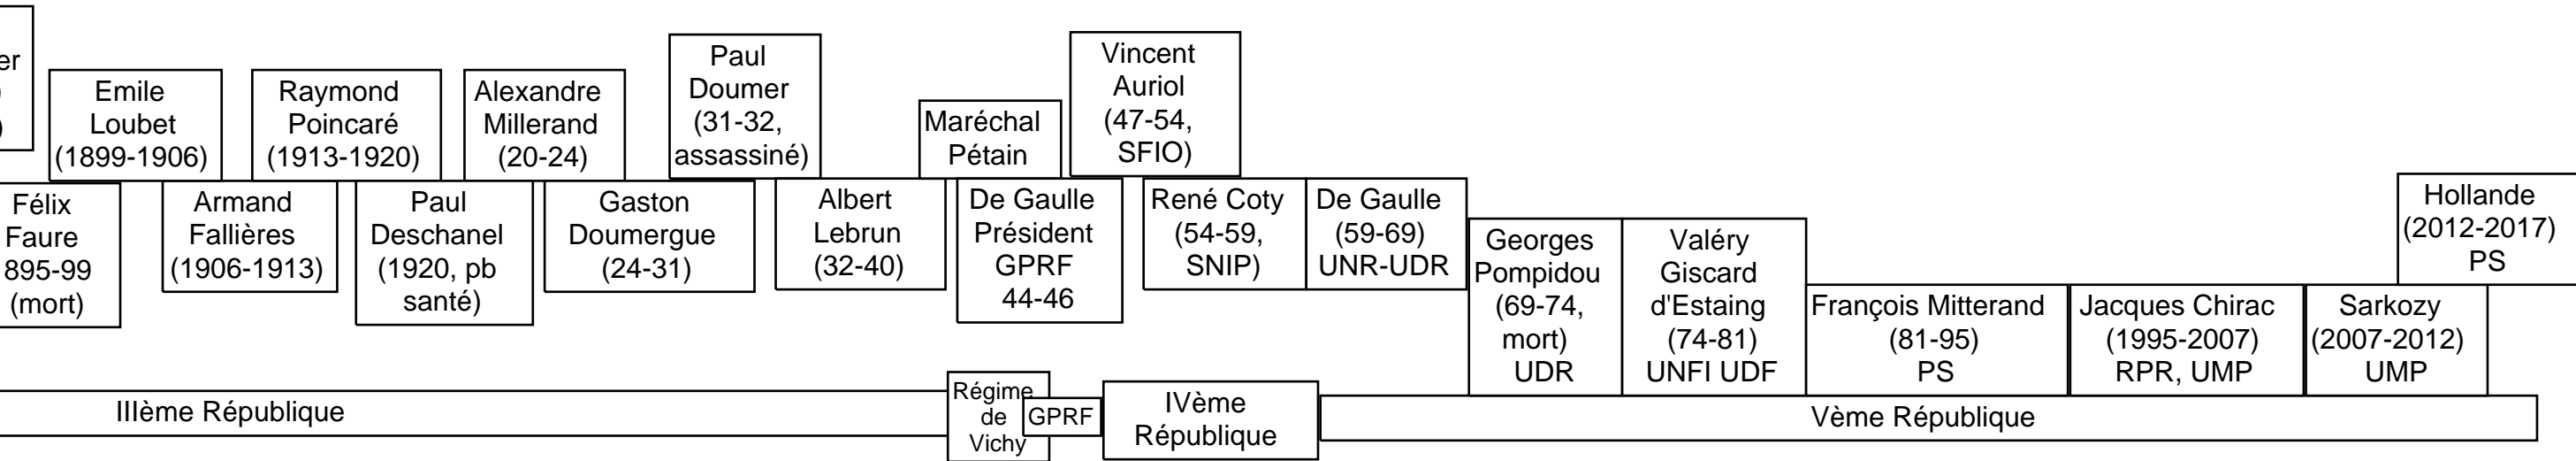 er
)
)
Emile
Loubet
(1899-1906)
Raymond
Poincaré
(1913-1920)
Alexandre
Millerand
(20-24)
Paul
Doumer
(31-32,
assassiné)
Maréchal
Pétain
Vincent
Auriol
(47-54,
SFIO)
Félix
Faure
895-99
(mort)
Armand
Fallières
(1906-1913)
Paul
Deschanel
(1920, pb
santé)
Gaston
Doumergue
(24-31)
Albert
Lebrun
(32-40)
De Gaulle
Président
GPRF
44-46
René Coty
(54-59,
SNIP)
De Gaulle
(59-69)
UNR-UDR
Georges
Pompidou
(69-74,
mort)
UDR
Valéry
Giscard
d'Estaing
(74-81)
UNFI UDF
François Mitterand
(81-95)
PS
Jacques Chirac
(1995-2007)
RPR, UMP
Sarkozy
(2007-2012)
UMP
Hollande
(2012-2017)
PS
IIIème République
Régime
de
Vichy
GPRF
IVème
République
Vème République